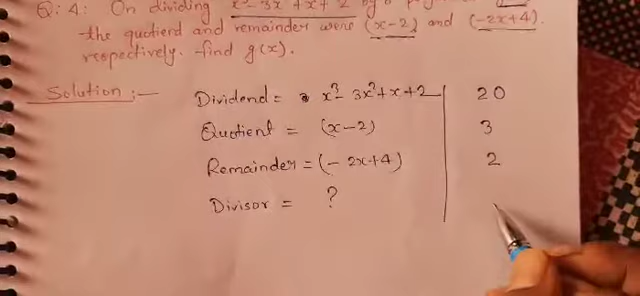 Q: 4: On dividing x³-3x²+x+2 by a
the quotient and remainder were (x-2) and (-2x+4).
respectively. find g(x).
Solution :—
Dividend = x³- 3x²+x+2 20
Quotient = (x-2) 3
Remainder = (- 2x+4) 2
Divisor = ?